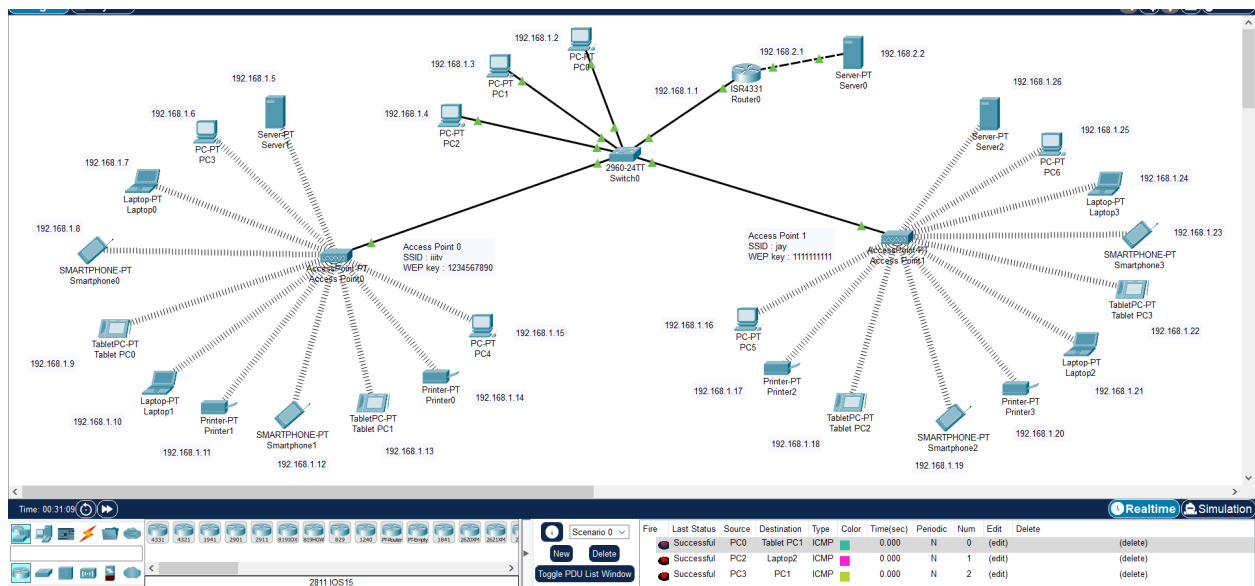 192.168.1.2
PC-PT
PC0
192.168.1.3
PC-PT
PC1
192.168.1.4
PC-PT
PC2
192.168.2.1
192.168.2.2
Server-PT
Server0
192.168.1.1
ISR4331
Router0
2960-24TT
Switch0
192.168.1.5
Server-PT
Server1
192.168.1.6
PC-PT
PC3
192.168.1.7
Laptop-PT
Laptop0
192.168.1.8
SMARTPHONE-PT
Smartphone0
AccessPoint-PT
Access Point0
Access Point 0
SSID : iiitv
WEP key : 1234567890
TabletPC-PT
Tablet PC0
192.168.1.9
Laptop-PT
Laptop1
192.168.1.10
Printer-PT
Printer1
192.168.1.11
SMARTPHONE-PT
Smartphone1
192.168.1.12
TabletPC-PT
Tablet PC1
192.168.1.13
Printer-PT
Printer0
192.168.1.14
PC-PT
PC4
192.168.1.15
192.168.1.26
Server-PT
Server2
192.168.1.25
PC-PT
PC6
192.168.1.24
Laptop-PT
Laptop3
192.168.1.23
SMARTPHONE-PT
Smartphone3
Access Point 1
SSID : jay
WEP key : 1111111111
AccessPoint-PT
Access Point1
TabletPC-PT
Tablet PC3
192.168.1.22
192.168.1.16
PC-PT
PC5
Laptop-PT
Laptop2
192.168.1.21
Printer-PT
Printer2
192.168.1.17
Printer-PT
Printer3
192.168.1.20
TabletPC-PT
Tablet PC2
192.168.1.18
SMARTPHONE-PT
Smartphone2
192.168.1.19
Time: 00:31:09
Realtime
Simulation
4331 4321 1941 2901 2911 819IOX 819HGW 829 1240 PT-Router PT-Empty 1841 2620XM 2621XM
2811 IOS15
Scenario 0
New Delete
Toggle PDU List Window
Fire Last Status Source Destination Type Color Time(sec) Periodic Num Edit Delete
Successful PC0 Tablet PC1 ICMP 0.000 N 0 (edit) (delete)
Successful PC2 Laptop2 ICMP 0.000 N 1 (edit) (delete)
Successful PC3 PC1 ICMP 0.000 N 2 (edit) (delete)